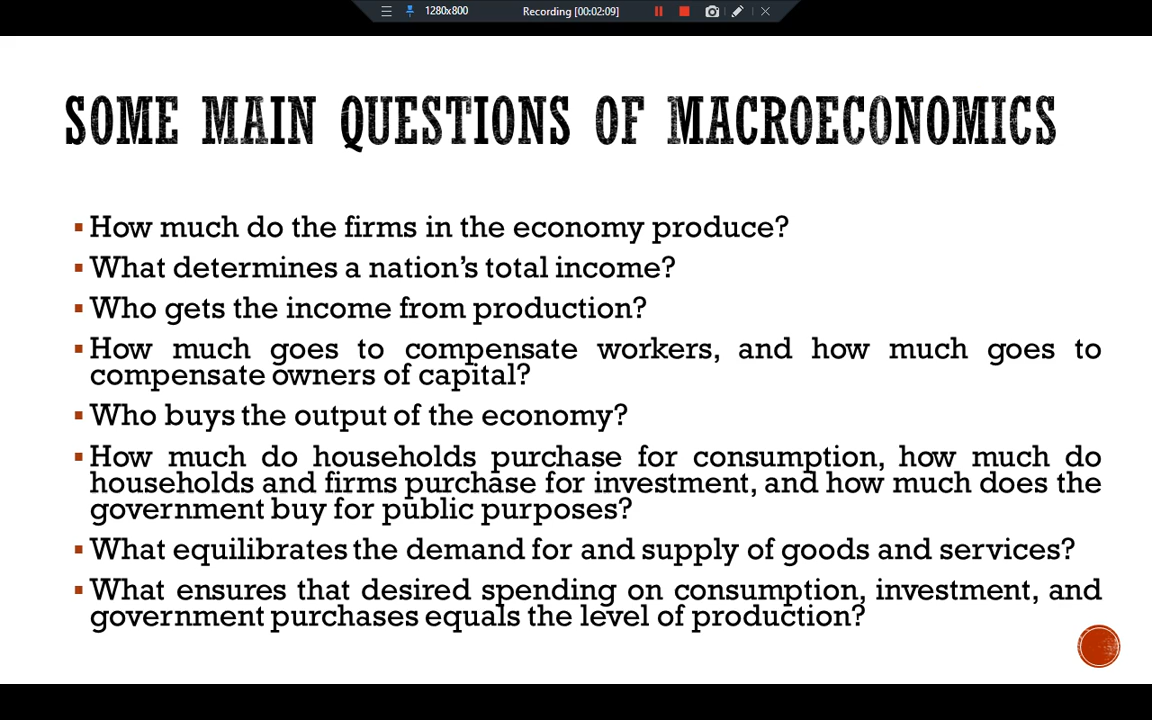 1280x800 Recording [00:02:09]
SOME MAIN QUESTIONS OF MACROECONOMICS
▪ How much do the firms in the economy produce?
▪ What determines a nation’s total income?
▪ Who gets the income from production?
▪ How much goes to compensate workers, and how much goes to
compensate owners of capital?
▪ Who buys the output of the economy?
▪ How much do households purchase for consumption, how much do
households and firms purchase for investment, and how much does the
government buy for public purposes?
▪ What equilibrates the demand for and supply of goods and services?
▪ What ensures that desired spending on consumption, investment, and
government purchases equals the level of production?